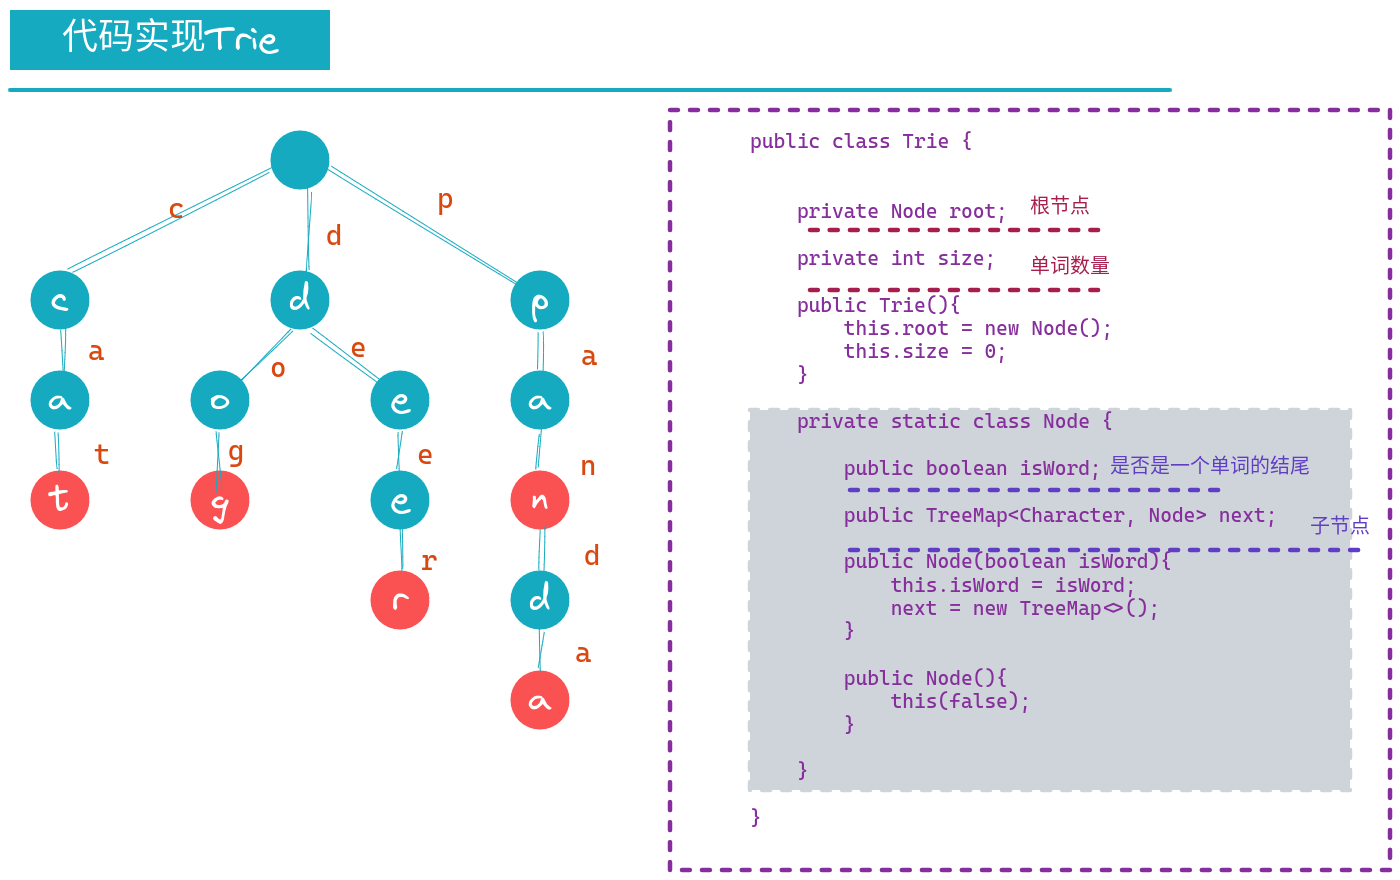 代码实现Trie
c
d
p
c
d
p
a
o
e
a
a
o
e
a
t
g
e
n
t
g
e
n
r
d
r
d
a
a
public class Trie {
private Node root; 根节点
private int size; 单词数量
public Trie(){
this.root = new Node();
this.size = 0;
}
private static class Node {
public boolean isWord; 是否是一个单词的结尾
public TreeMap<Character, Node> next; 子节点
public Node(boolean isWord){
this.isWord = isWord;
next = new TreeMap<>();
}
public Node(){
this(false);
}
}
}